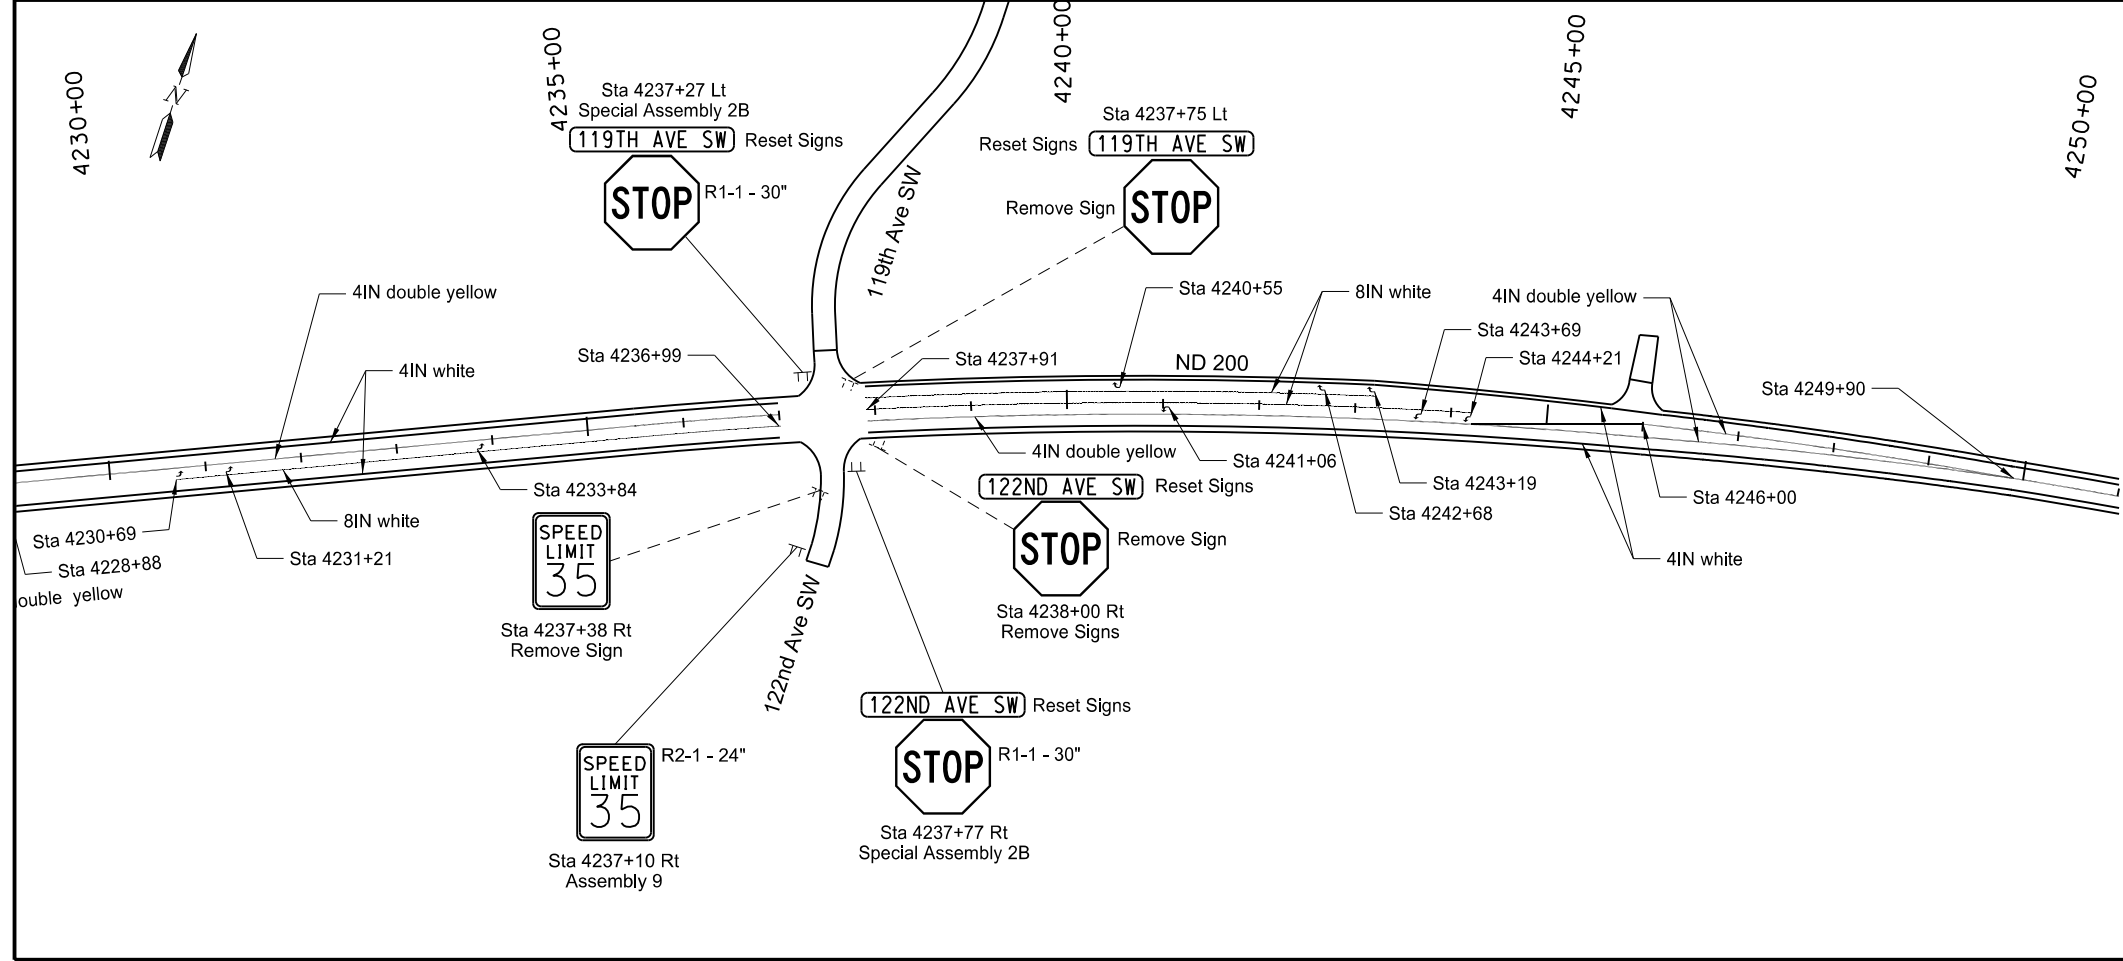 4230+00
4235+00
4240+00
4245+00
4250+00
N
Sta 4237+27 Lt
Special Assembly 2B
119TH AVE SW
Reset Signs
STOP
R1-1 - 30"
Sta 4237+75 Lt
Reset Signs
119TH AVE SW
Remove Sign
STOP
119th Ave SW
4IN double yellow
Sta 4236+99
4IN white
Sta 4240+55
8IN white
4IN double yellow
Sta 4243+69
Sta 4244+21
Sta 4237+91
ND 200
Sta 4249+90
4IN double yellow
Sta 4241+06
Sta 4243+19
Sta 4242+68
Sta 4246+00
4IN white
Sta 4233+84
8IN white
Sta 4230+69
Sta 4231+21
Sta 4228+88
ouble yellow
SPEED
LIMIT
35
Sta 4237+38 Rt
Remove Sign
122ND AVE SW
Reset Signs
STOP
Remove Sign
Sta 4238+00 Rt
Remove Signs
122nd Ave SW
122ND AVE SW
Reset Signs
STOP
R1-1 - 30"
Sta 4237+77 Rt
Special Assembly 2B
SPEED
LIMIT
35
R2-1 - 24"
Sta 4237+10 Rt
Assembly 9